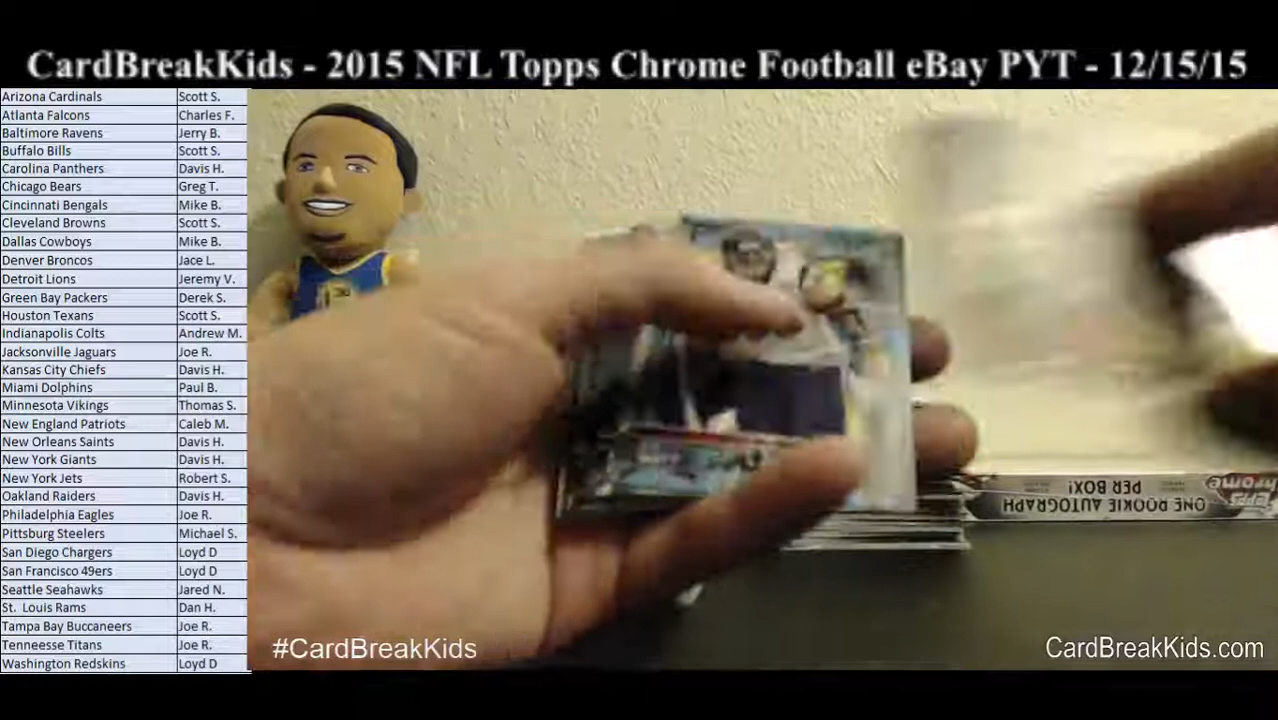 CardBreakKids - 2015 NFL Topps Chrome Football eBay PYT - 12/15/15
Arizona Cardinals Scott S.
Atlanta Falcons Charles F.
Baltimore Ravens Jerry B.
Buffalo Bills Scott S.
Carolina Panthers Davis H.
Chicago Bears Greg T.
Cincinnati Bengals Mike B.
Cleveland Browns Scott S.
Dallas Cowboys Mike B.
Denver Broncos Jace L.
Detroit Lions Jeremy V.
Green Bay Packers Derek S.
Houston Texans Scott S.
Indianapolis Colts Andrew M.
Jacksonville Jaguars Joe R.
Kansas City Chiefs Davis H.
Miami Dolphins Paul B.
Minnesota Vikings Thomas S.
New England Patriots Caleb M.
New Orleans Saints Davis H.
New York Giants Davis H.
New York Jets Robert S.
Oakland Raiders Davis H.
Philadelphia Eagles Joe R.
Pittsburg Steelers Michael S.
San Diego Chargers Loyd D
San Francisco 49ers Loyd D
Seattle Seahawks Jared N.
St. Louis Rams Dan H.
Tampa Bay Buccaneers Joe R.
Tenneesse Titans Joe R.
Washington Redskins Loyd D
ONE ROOKIE AUTOGRAPH
PER BOX!
#CardBreakKids
CardBreakKids.com